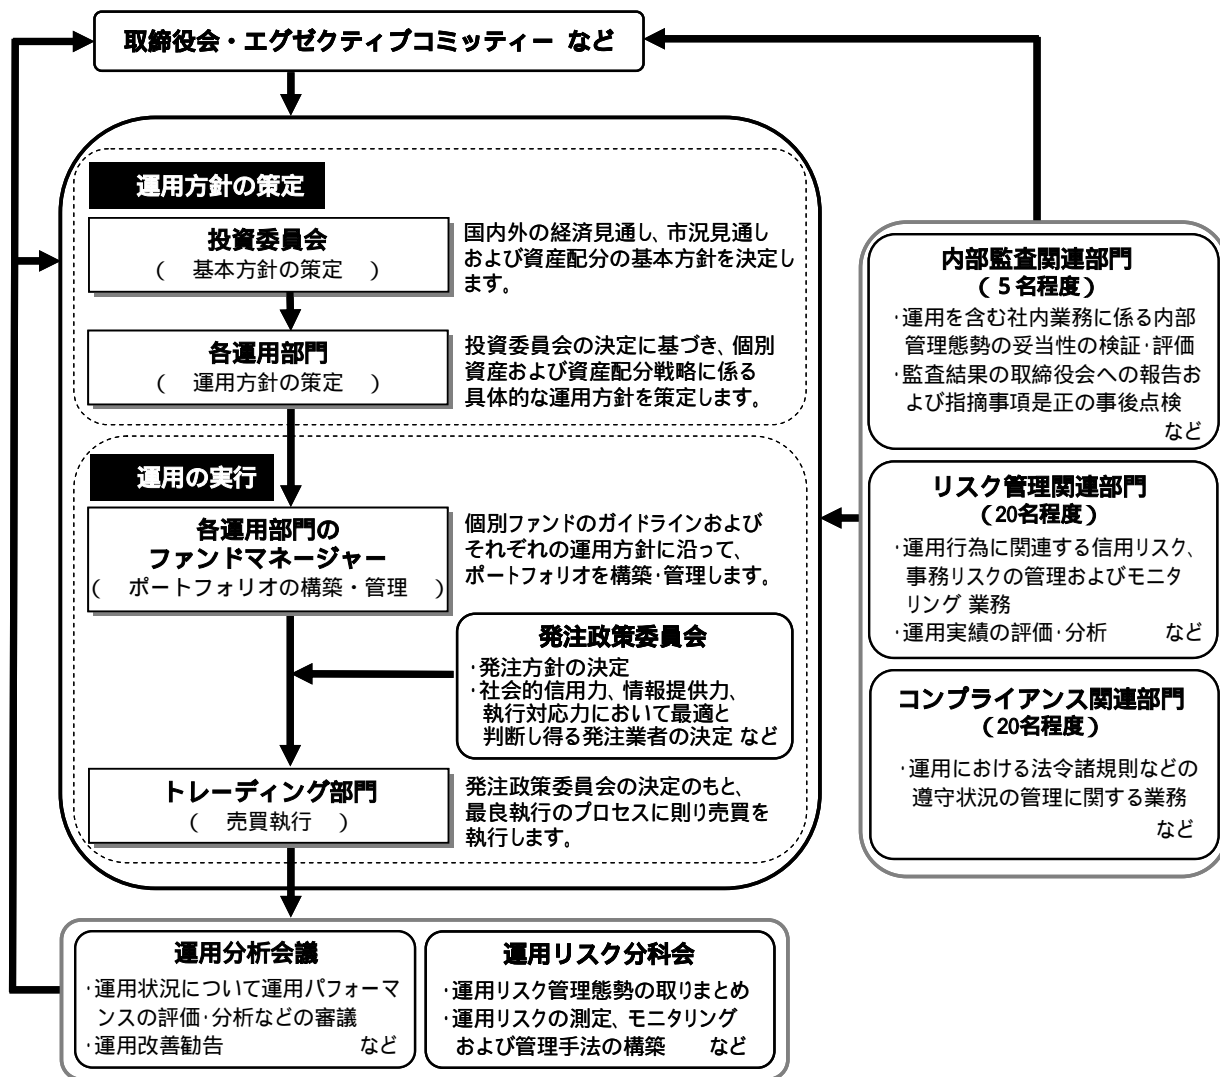 取締役会・エグゼクティブコミッティー など
運用方針の策定
投資委員会
（ 基本方針の策定 ）
国内外の経済見通し、市況見通し
および資産配分の基本方針を決定し
ます。
各運用部門
（ 運用方針の策定 ）
投資委員会の決定に基づき、個別
資産および資産配分戦略に係る
具体的な運用方針を策定します。
運用の実行
各運用部門の
ファンドマネージャー
（ ポートフォリオの構築・管理 ）
個別ファンドのガイドラインおよび
それぞれの運用方針に沿って、
ポートフォリオを構築・管理します。
発注政策委員会
・発注方針の決定
・社会的信用力、情報提供力、
執行対応力において最適と
判断し得る発注業者の決定 など
トレーディング部門
（ 売買執行 ）
発注政策委員会の決定のもと、
最良執行のプロセスに則り売買を
執行します。
運用分析会議
・運用状況について運用パフォーマ
ンスの評価・分析などの審議
・運用改善勧告 など
運用リスク分科会
・運用リスク管理態勢の取りまとめ
・運用リスクの測定、モニタリング
および管理手法の構築 など
内部監査関連部門
（５名程度）
・運用を含む社内業務に係る内部
管理態勢の妥当性の検証・評価
・監査結果の取締役会への報告お
よび指摘事項是正の事後点検
など
リスク管理関連部門
（20名程度）
・運用行為に関連する信用リスク、
事務リスクの管理およびモニタ
リング 業務
・運用実績の評価・分析 など
コンプライアンス関連部門
（20名程度）
・運用における法令諸規則などの
遵守状況の管理に関する業務
など